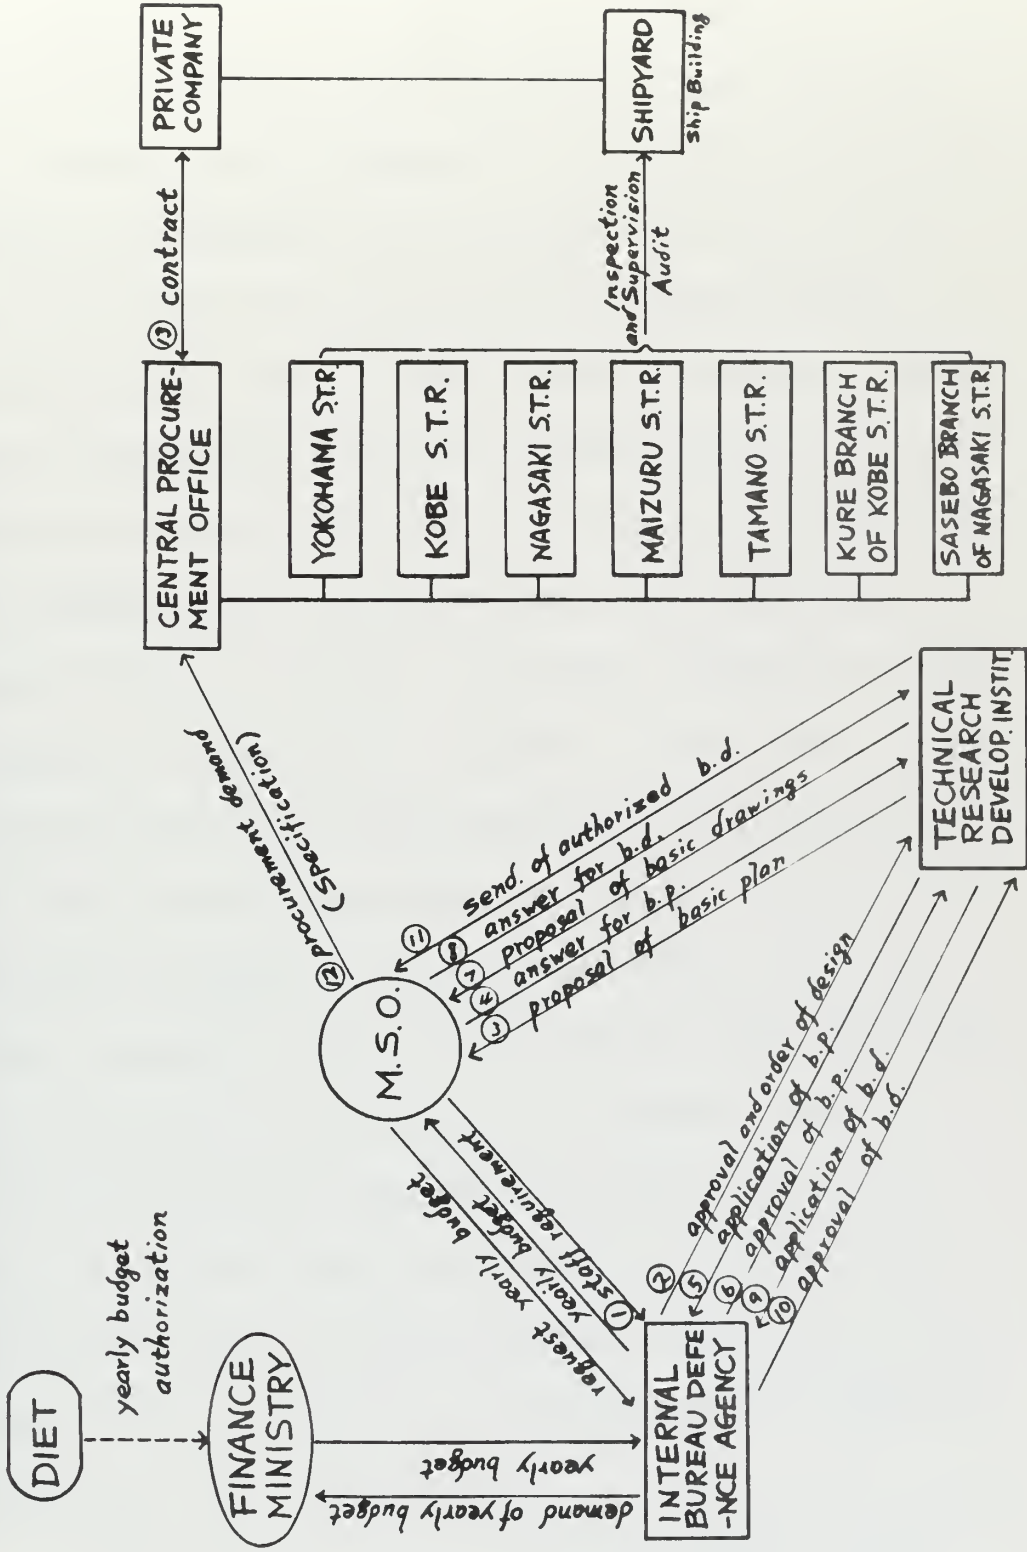 DIET
yearly budget
authorization
FINANCE
MINISTRY
demand of yearly budget
yearly budget
INTERNAL
BUREAU DEFE
-NCE AGENCY
request yearly budget
yearly budget
① staff requirement
M.S.O.
② approval and order of design
⑤ application of b.p.
⑥ approval of b.p.
⑨ application of b.d.
⑩ approval of b.d.
⑪ send. of authorized b.d.
⑧ answer for b.d.
⑦ proposal of basic drawings
④ answer for b.p.
③ proposal of basic plan
TECHNICAL
RESEARCH
DEVELOP.INSTIT.
⑫ procurement demand
(Specification)
CENTRAL PROCURE-
MENT OFFICE
⑬ contract
PRIVATE
COMPANY
YOKOHAMA S.T.R.
KOBE S.T.R.
NAGASAKI S.T.R.
MAIZURU S.T.R.
TAMANO S.T.R.
KURE BRANCH
OF KOBE S.T.R.
SASEBO BRANCH
OF NAGASAKI S.T.R.
Inspection
and Supervision
Audit
SHIPYARD
Ship Building